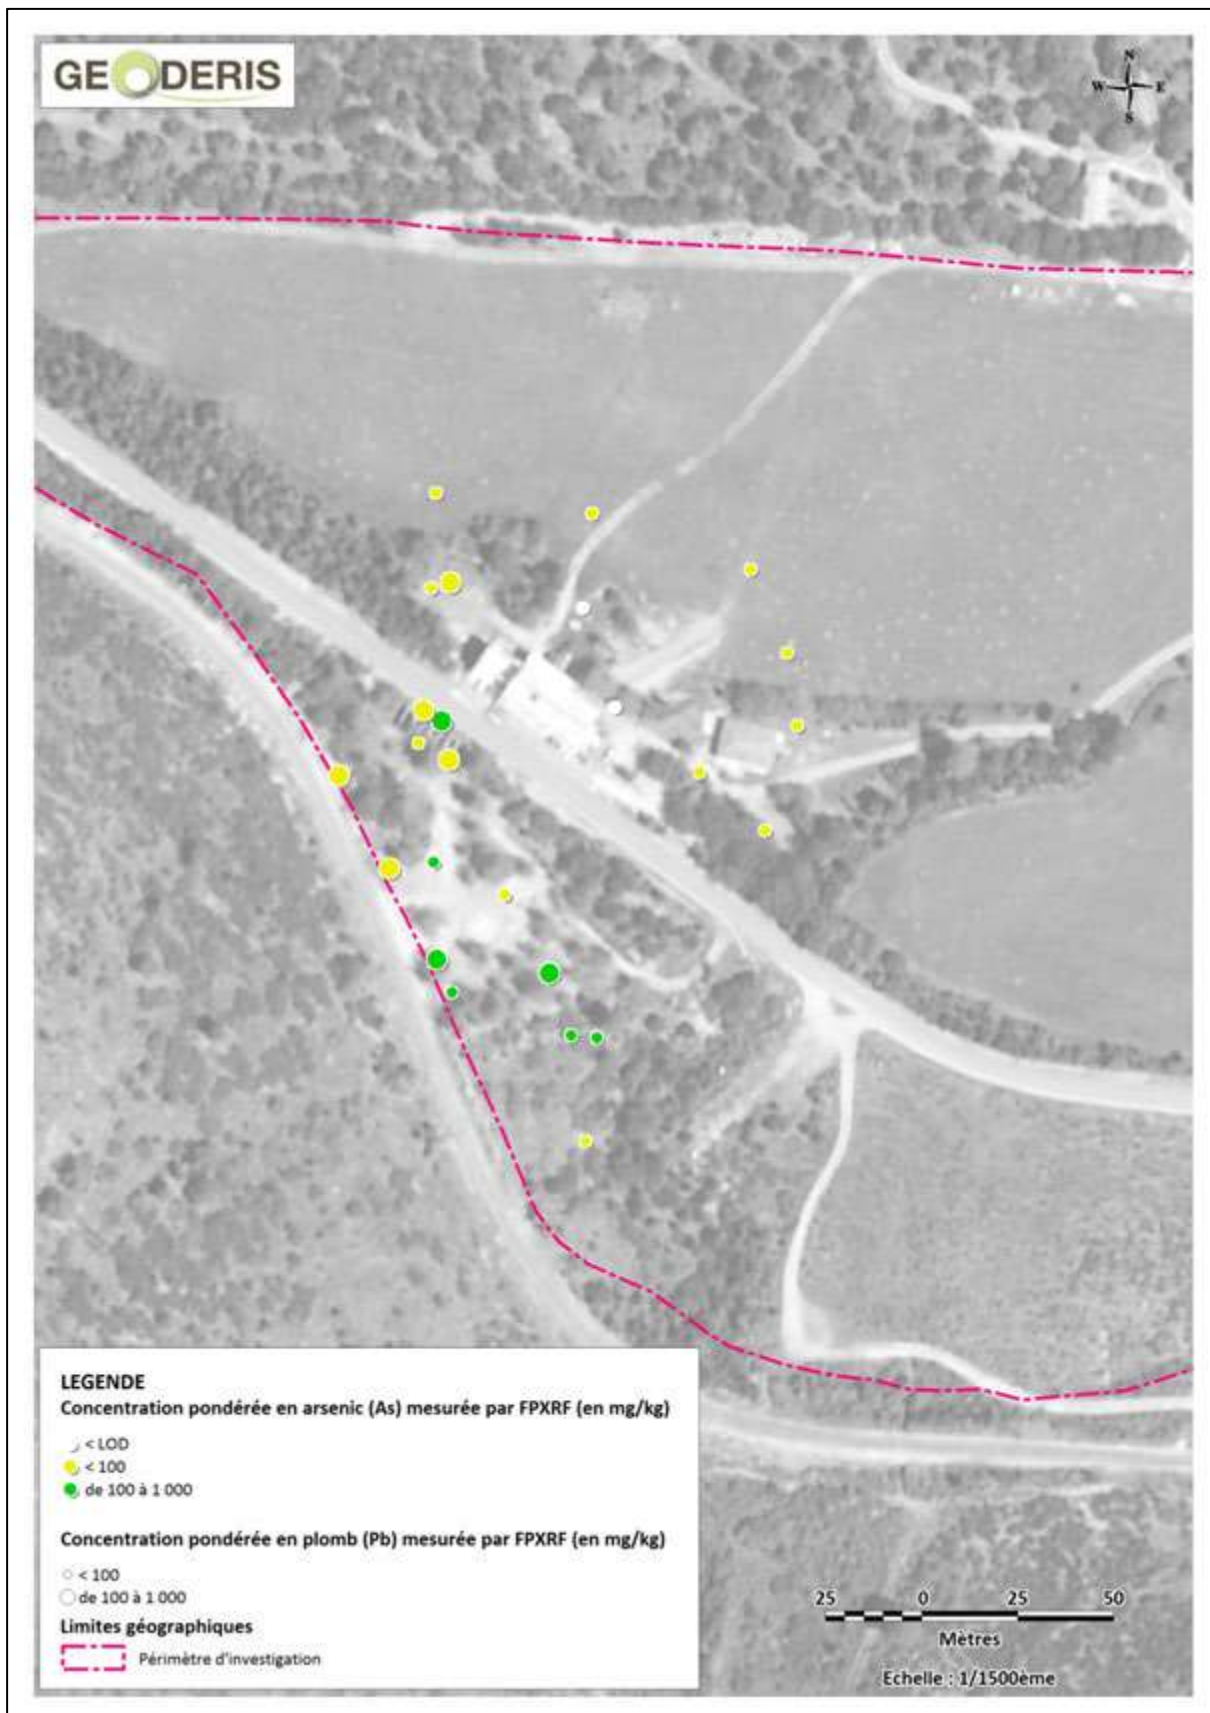 GEODERIS
N
W E
S
LEGENDE
Concentration pondérée en arsenic (As) mesurée par FPXRF (en mg/kg)
< LOD
< 100
de 100 à 1 000
Concentration pondérée en plomb (Pb) mesurée par FPXRF (en mg/kg)
< 100
de 100 à 1 000
Limites géographiques
Périmètre d'investigation
25 0 25 50
Mètres
Echelle : 1/1500ème